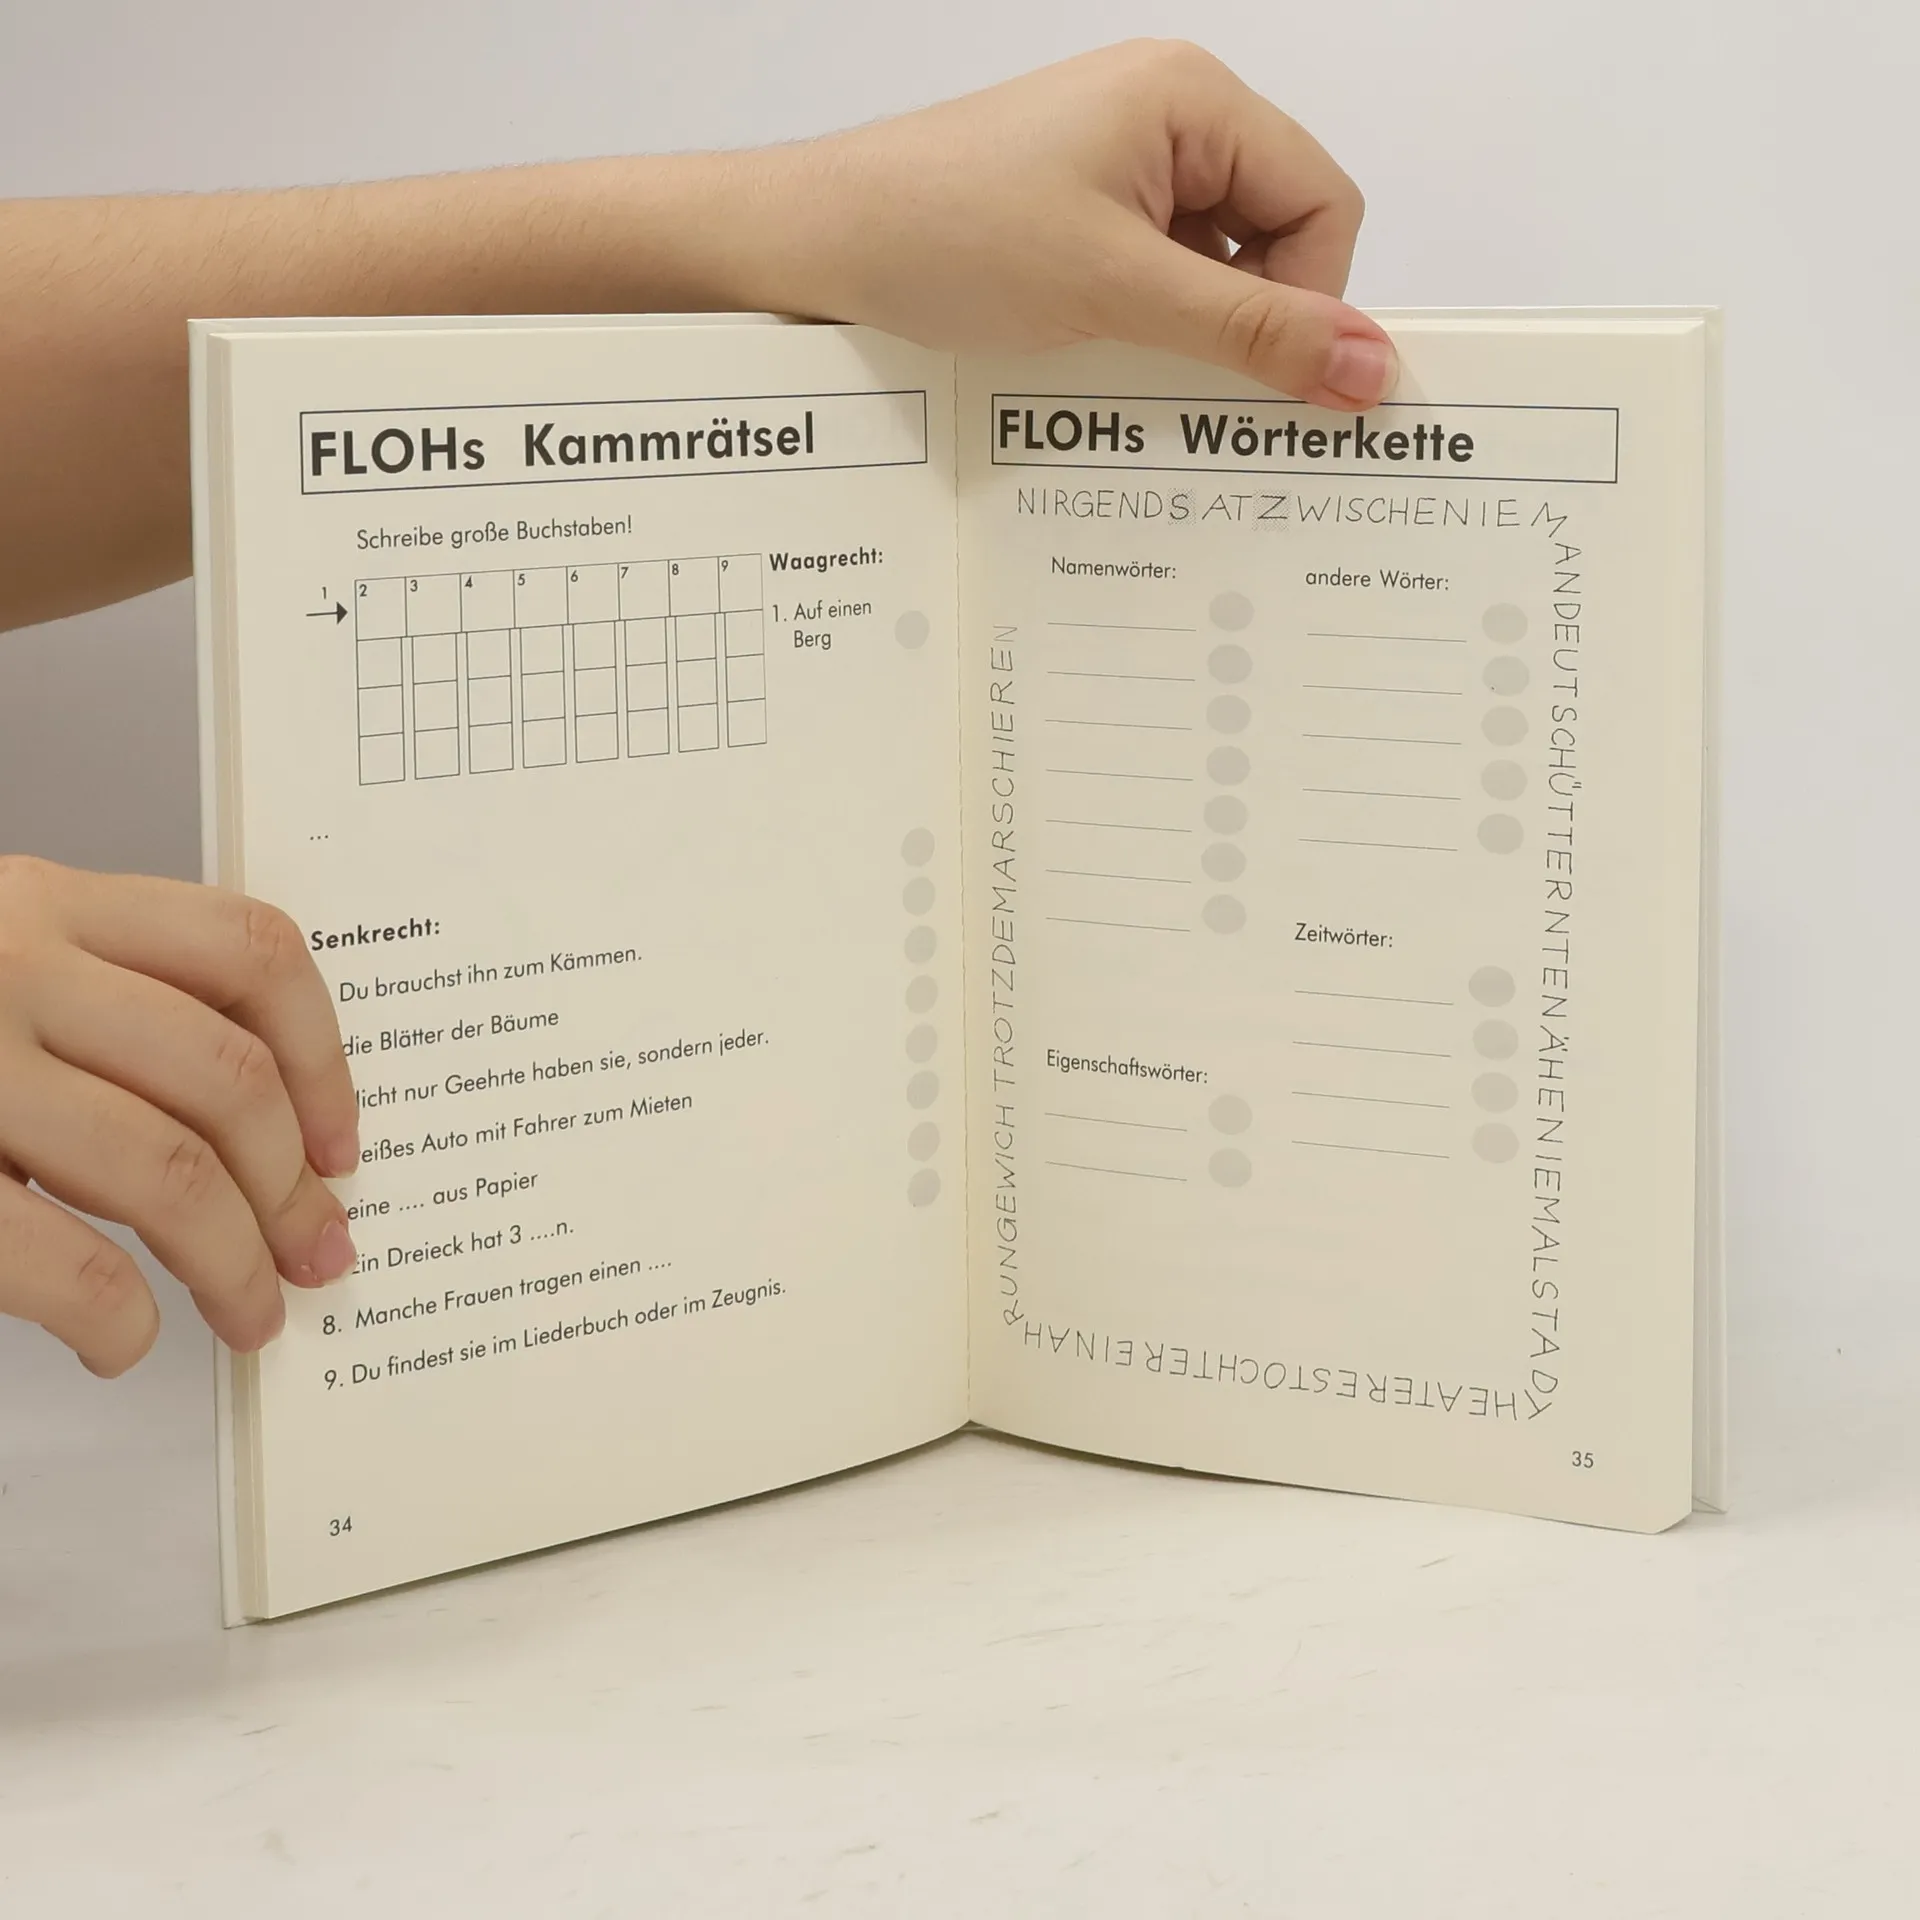 FLOHs Kammrätsel
Schreibe große Buchstaben!
1
2 3 4 5 6 7 8 9
Waagrecht:
1. Auf einen
Berg
...
Senkrecht:
Du brauchst ihn zum Kämmen.
die Blätter der Bäume
nur Geehrte haben sie, sondern jeder.
Auto mit Fahrer zum Mieten
eine .... aus Papier
Ein Dreieck hat 3 ....n.
8. Manche Frauen tragen einen ....
9. Du findest sie im Liederbuch oder im Zeugnis.
34
FLOHs Wörterkette
NIRGENDSATZWISCHENIEM
ANDEUTSCHÜTTERNTENÄHENIEMALSTAD
THEATERESTOCHTEREINAH
RUNGEWICHTROTZDEMARSCHIEREN
Namenwörter:
andere Wörter:
Zeitwörter:
Eigenschaftswörter:
35